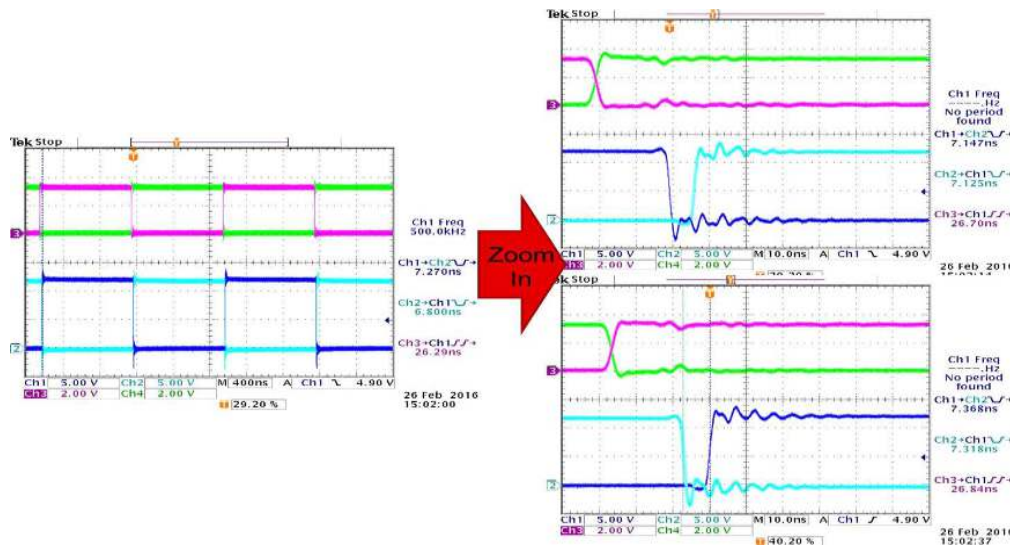 Tek Stop
Ch1 Freq
500.0kHz
Ch1→Ch2
7.270ns
Ch2→Ch1
6.800ns
Ch3→Ch1
26.29ns
3
2
Ch1 5.00 V Ch2 5.00 V M 400ns A Ch1 4.90 V
Ch3 2.00 V Ch4 2.00 V
29.20 %
26 Feb 2016
15:02:00
Zoom
In
Tek Stop
Ch1 Freq
----.Hz
No period
found
Ch1→Ch2
7.147ns
Ch2→Ch1
7.125ns
Ch3→Ch1
26.70ns
3
2
Ch1 5.00 V Ch2 5.00 V M 10.0ns A Ch1 4.90 V
Ch3 2.00 V Ch4 2.00 V
26 Feb 2016
Tek Stop
Ch1 Freq
----.Hz
No period
found
Ch1→Ch2
7.368ns
Ch2→Ch1
7.318ns
Ch3→Ch1
26.84ns
3
2
Ch1 5.00 V Ch2 5.00 V M 10.0ns A Ch1 4.90 V
Ch3 2.00 V Ch4 2.00 V
40.20 %
26 Feb 2016
15:02:37